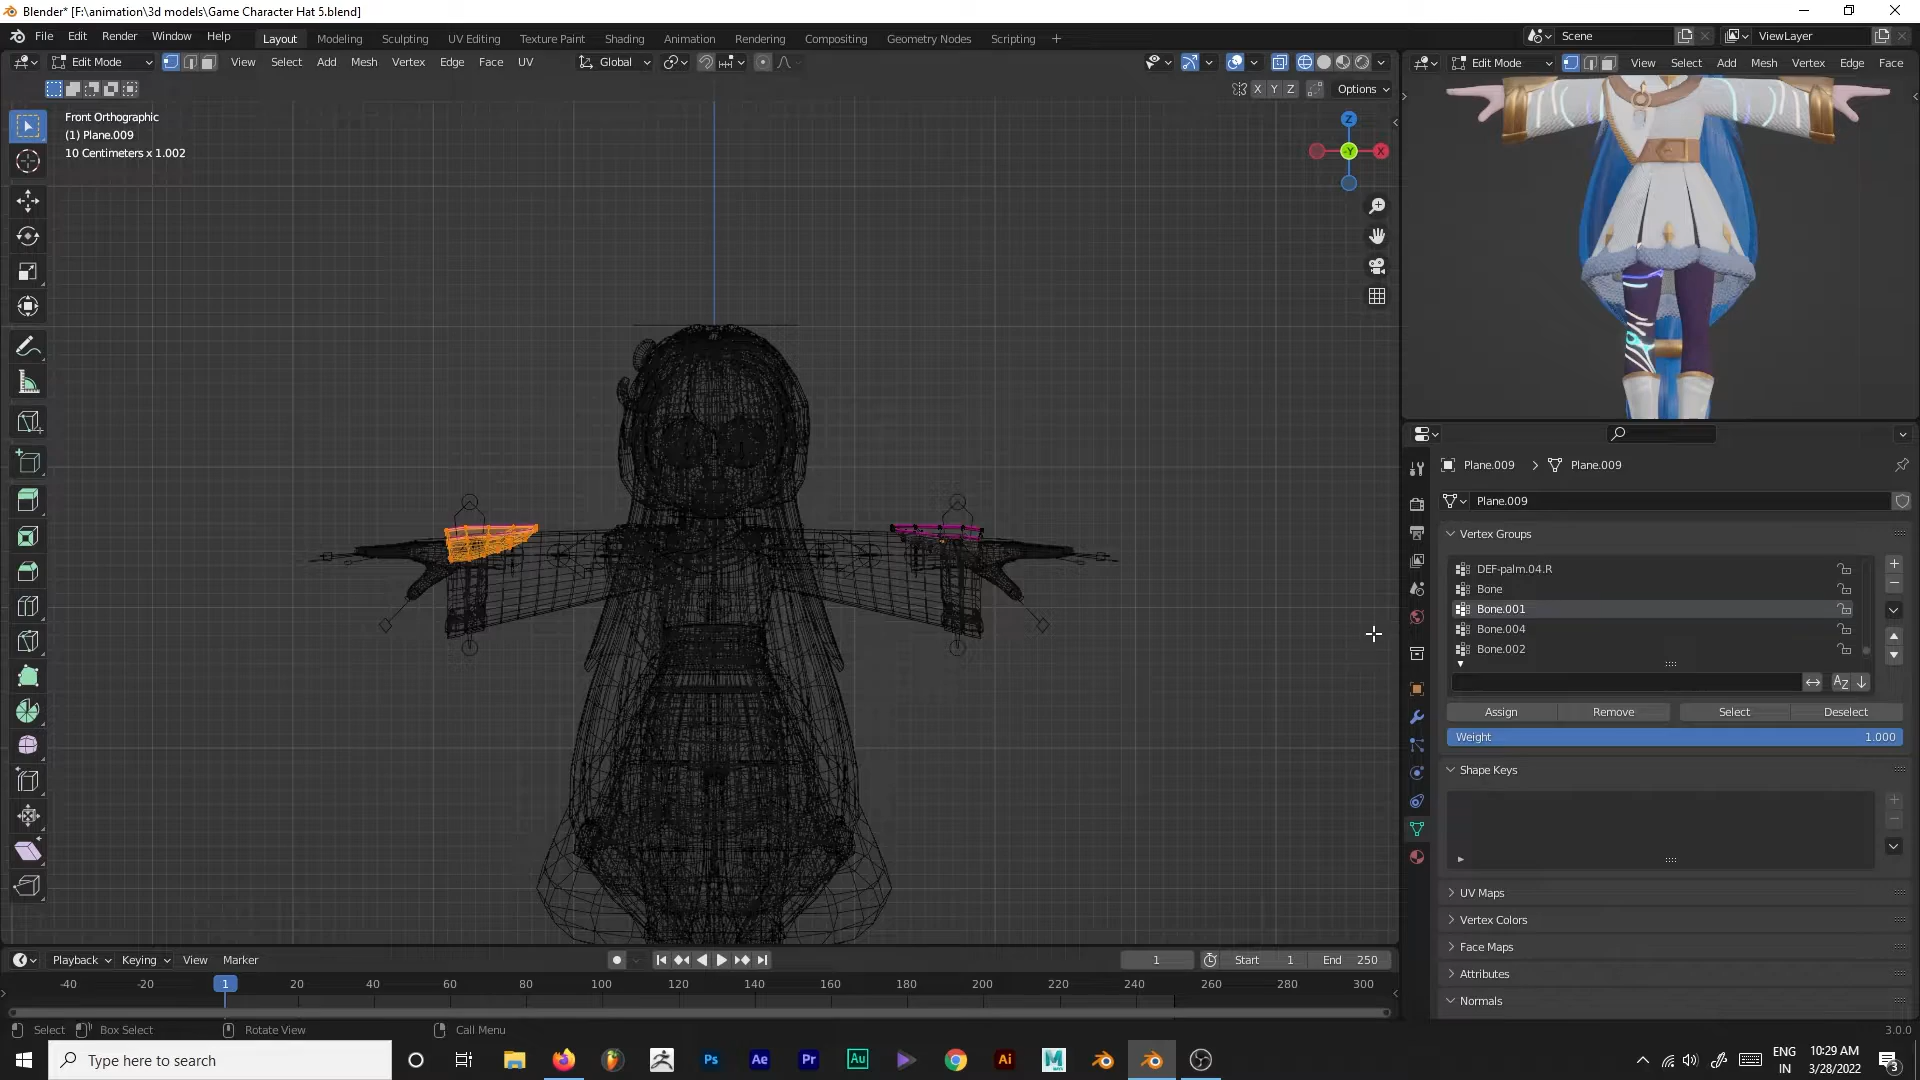 Blender* [F:\animation\3d models\Game Character Hat 5.blend]
File Edit Render Window Help Layout Modeling Sculpting UV Editing Texture Paint Shading Animation Rendering Compositing Geometry Nodes Scripting + Scene ViewLayer
Edit Mode View Select Add Mesh Vertex Edge Face UV Global Edit Mode View Select Add Mesh Vertex Edge Face
X Y Z Options
Front Orthographic
(1) Plane.009
10 Centimeters x 1.002
Z
-Y X
Plane.009 Plane.009
Plane.009
Vertex Groups
DEF-palm.04.R
Bone
Bone.001
Bone.004
Bone.002
AZ
Assign Remove Select Deselect
Weight 1.000
Shape Keys
UV Maps
Vertex Colors
Face Maps
Attributes
Normals
Playback Keying View Marker 1 Start 1 End 250
-40 -20 1 20 40 60 80 100 120 140 160 180 200 220 240 260 280 300
Select Box Select Rotate View Call Menu 3.0.0
Type here to search Ps Ae Pr Au Ai M ENG 10:29 AM
IN 3/28/2022 3